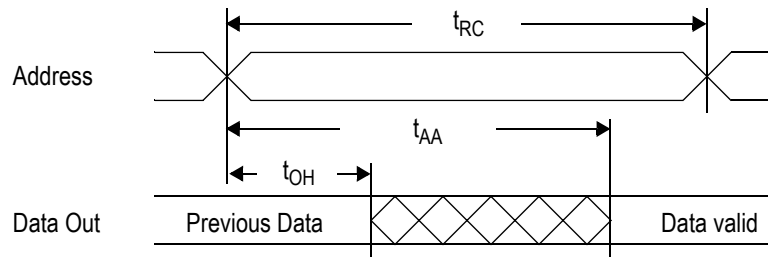 tRC
Address
tAA
tOH
Data Out
Previous Data
Data valid